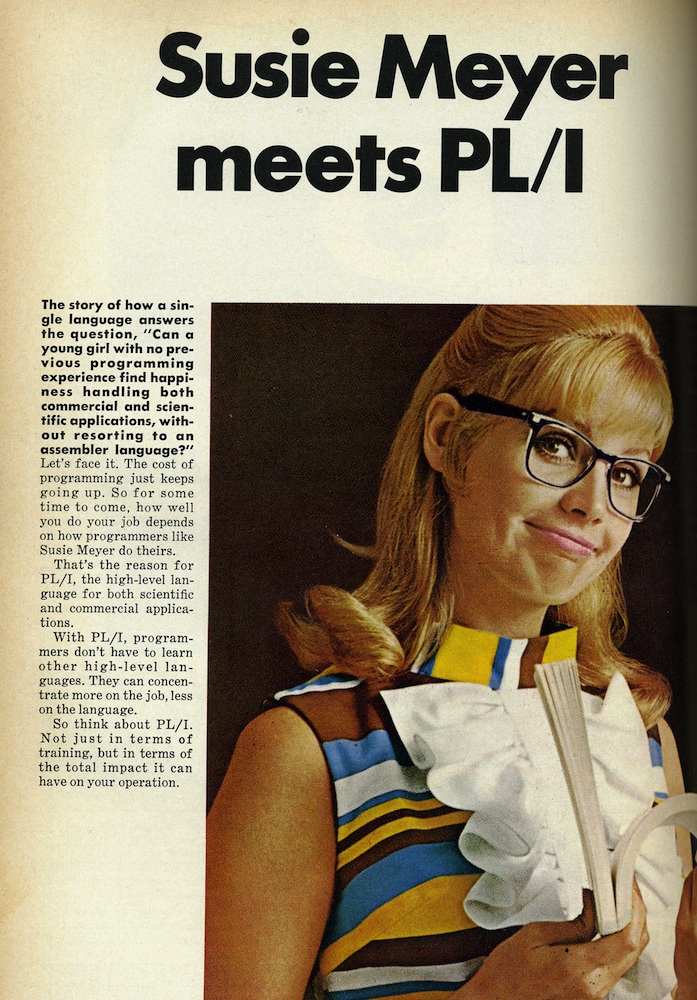 Susie Meyer
meets PL/I
The story of how a sin-
gle language answers
the question, "Can a
young girl with no pre-
vious programming
experience find happi-
ness handling both
commercial and scien-
tific applications, with-
out resorting to an
assembler language?"
Let's face it. The cost of
programming just keeps
going up. So for some
time to come, how well
you do your job depends
on how programmers like
Susie Meyer do theirs.
That's the reason for
PL/I, the high-level lan-
guage for both scientific
and commercial applica-
tions.
With PL/I, program-
mers don't have to learn
other high-level lan-
guages. They can concen-
trate more on the job, less
on the language.
So think about PL/I.
Not just in terms of
training, but in terms of
the total impact it can
have on your operation.